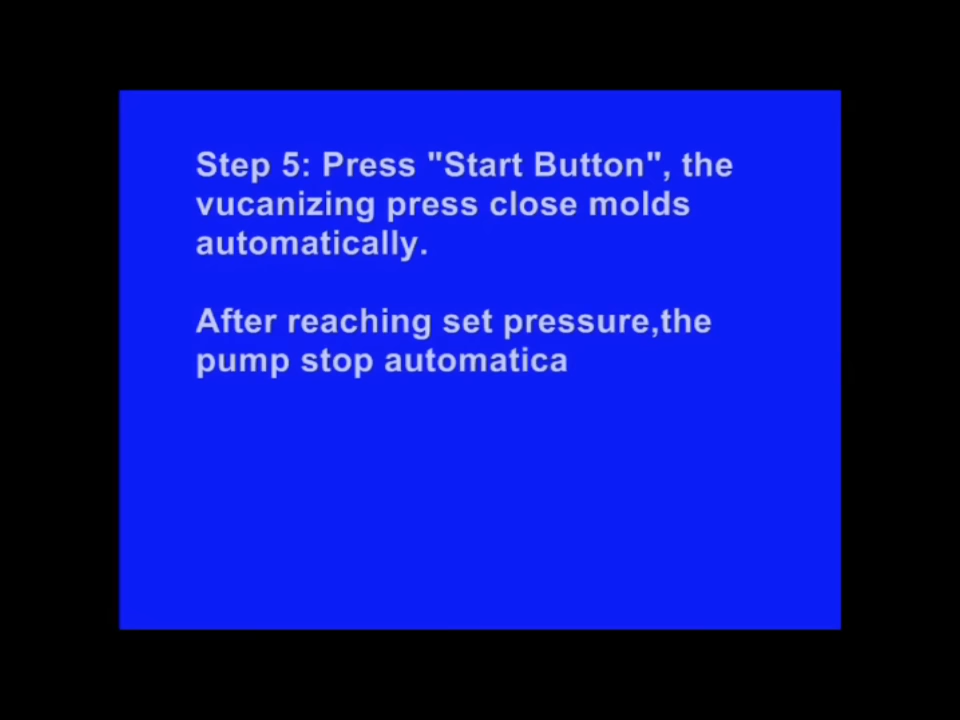 Step 5: Press "Start Button", the
vucanizing press close molds
automatically.
After reaching set pressure,the
pump stop automatica